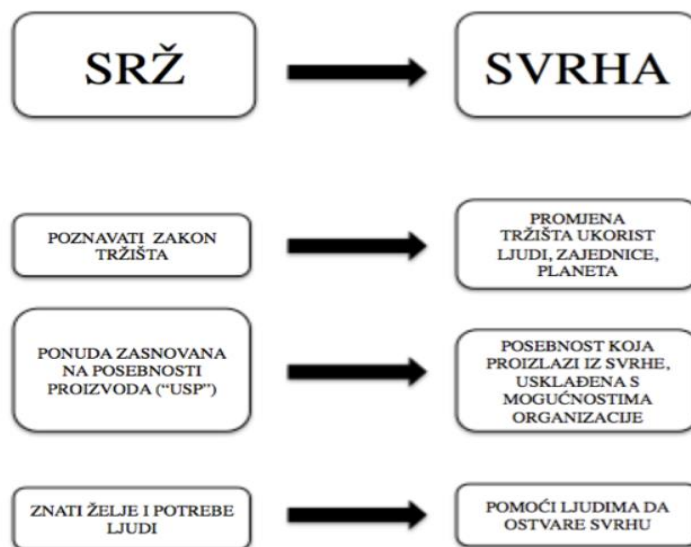 SRŽ
SVRHA
POZNAVATI ZAKON
TRŽIŠTA
PROMJENA
TRŽIŠTA UKORIST
LJUDI, ZAJEDNICE,
PLANETA
PONUDA ZASNOVANA
NA POSEBNOSTI
PROIZVODA (“USP”)
POSEBNOST KOJA
PROIZLAZI IZ SVRHE,
USKLAĐENA S
MOGUĆNOSTIMA
ORGANIZACIJE
ZNATI ŽELJE I POTREBE
LJUDI
POMOĆI LJUDIMA DA
OSTVARE SVRHU